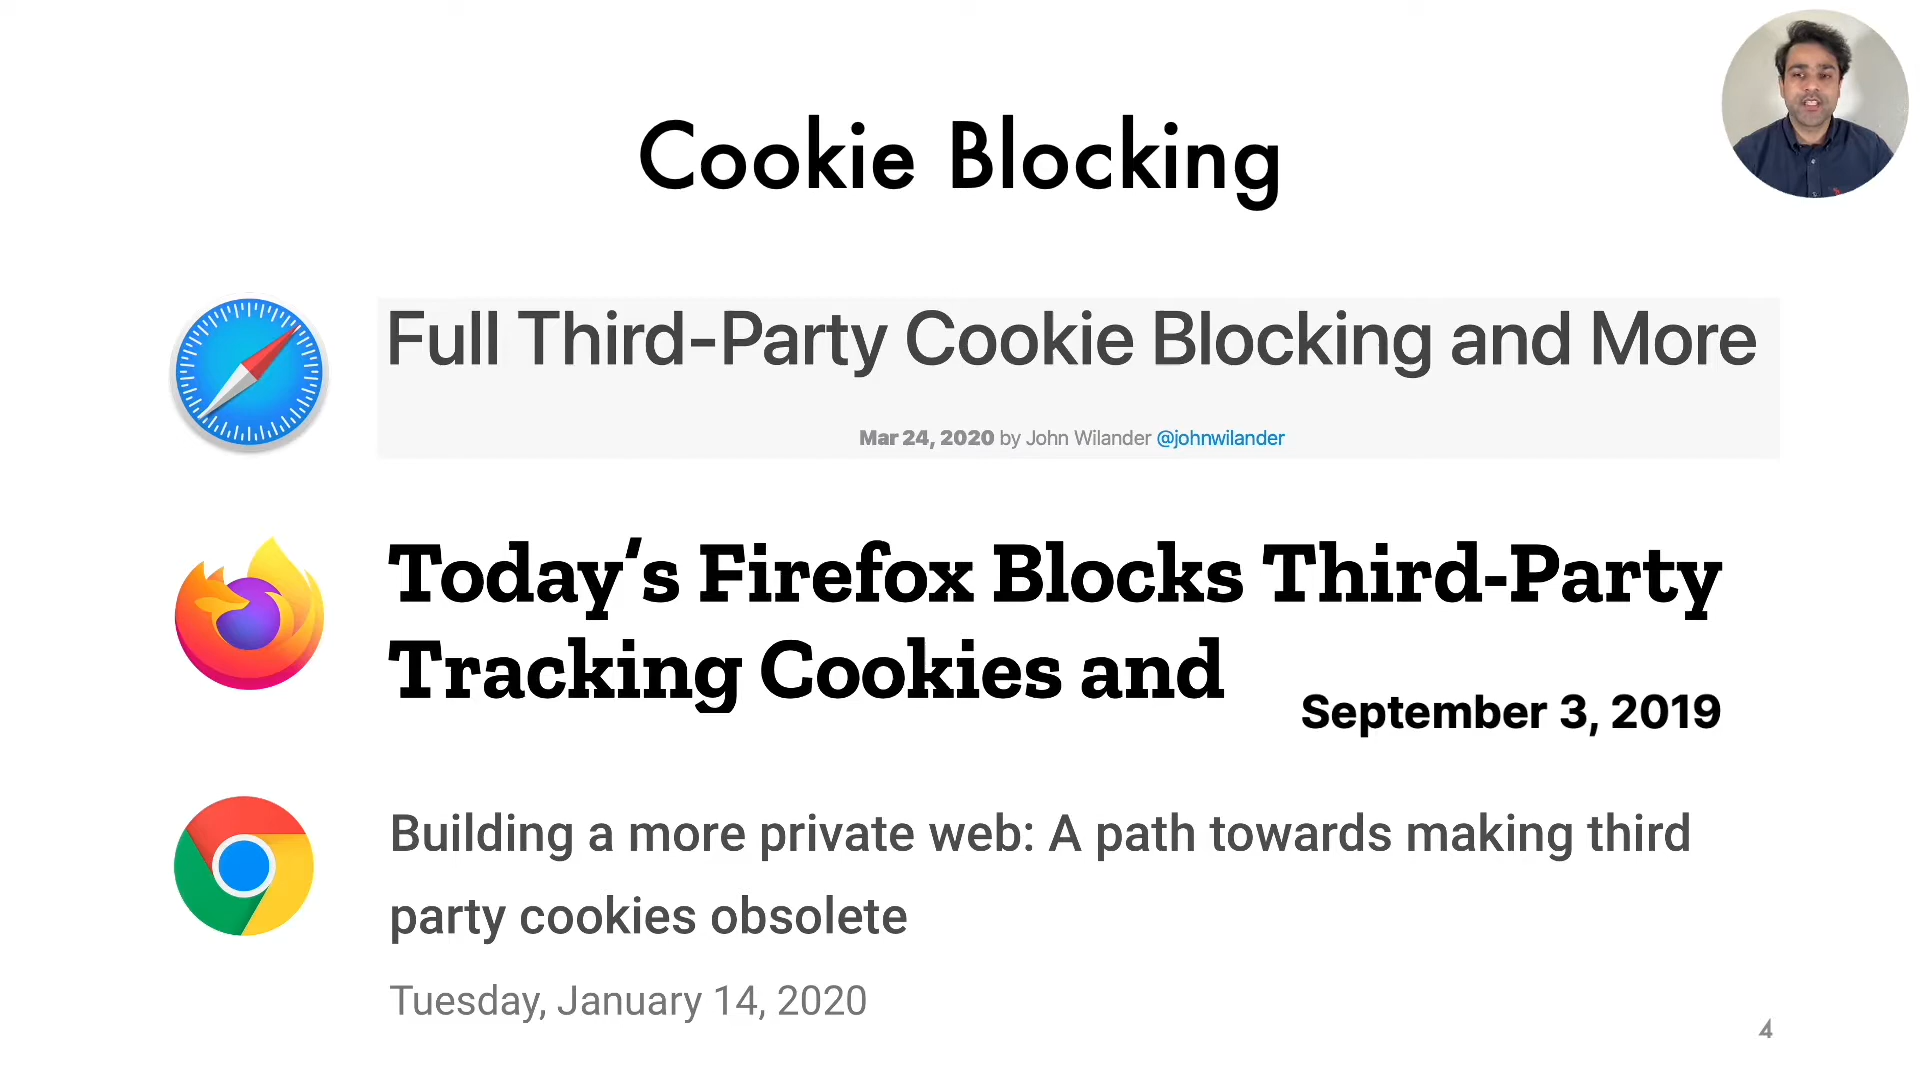 Cookie Blocking
Full Third-Party Cookie Blocking and More
Mar 24, 2020 by John Wilander @johnwilander
Today’s Firefox Blocks Third-Party
Tracking Cookies and
September 3, 2019
Building a more private web: A path towards making third
party cookies obsolete
Tuesday, January 14, 2020
4